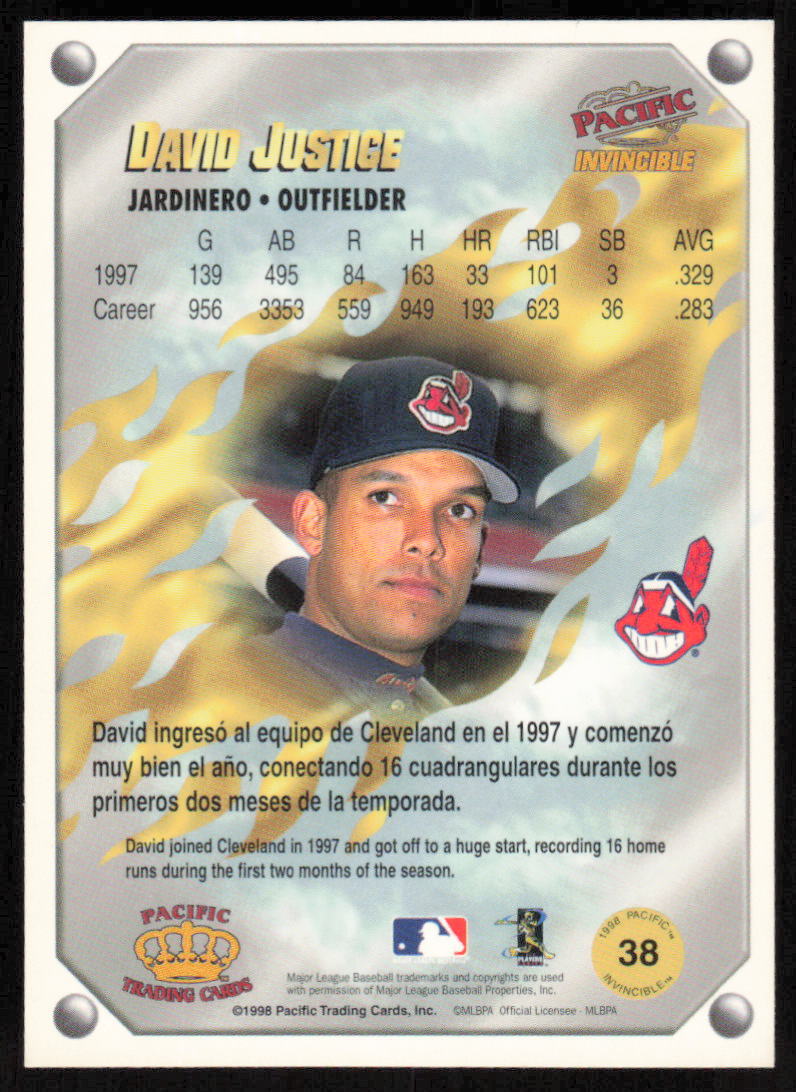 PACIFIC
INVINCIBLE
DAVID JUSTICE
JARDINERO • OUTFIELDER
G AB R H HR RBI SB AVG
1997 139 495 84 163 33 101 3 .329
Career 956 3353 559 949 193 623 36 .283
David ingresó al equipo de Cleveland en el 1997 y comenzó
muy bien el año, conectando 16 cuadrangulares durante los
primeros dos meses de la temporada.
David joined Cleveland in 1997 and got off to a huge start, recording 16 home
runs during the first two months of the season.
PACIFIC
TRADING CARDS
1998 PACIFIC™
38
INVINCIBLE™
Major League Baseball trademarks and copyrights are used
with permission of Major League Baseball Properties, Inc.
©1998 Pacific Trading Cards, Inc. ©MLBPA Official Licensee - MLBPA